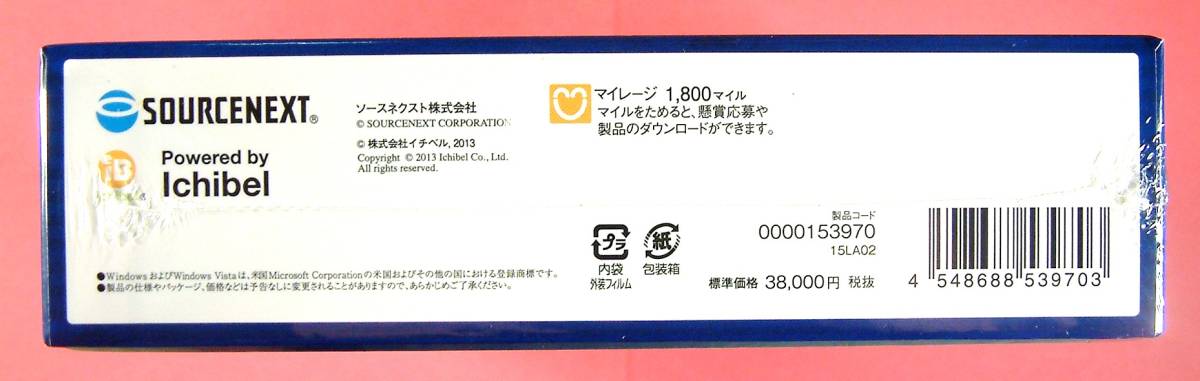 SOURCENEXT®
ソースネクスト株式会社
© SOURCENEXT CORPORATION
iB
Powered by
Ichibel
© 株式会社イチベル, 2013
Copyright © 2013 Ichibel Co., Ltd.
All rights reserved.
マイレージ 1,800マイル
マイルをためると、懸賞応募や
製品のダウンロードができます。
●WindowsおよびWindows Vistaは、米国Microsoft Corporationの米国およびその他の国における登録商標です。
●製品の仕様やパッケージ、価格などは予告なしに変更されることがありますので、あらかじめご了承ください。
プラ
内袋
外装フィルム
紙
包装箱
製品コード
0000153970
15LA02
標準価格 38,000円 税抜
4 548688 539703